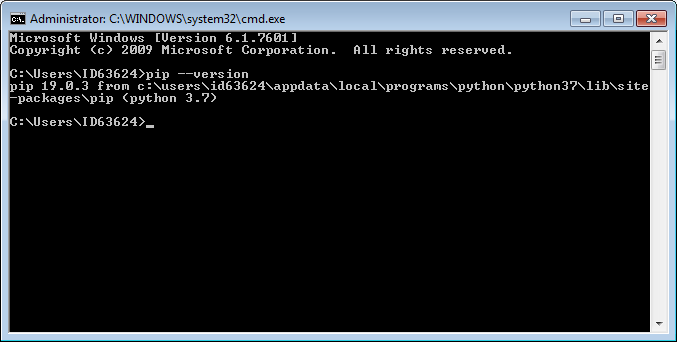 Administrator: C:\WINDOWS\system32\cmd.exe
Microsoft Windows [Version 6.1.7601]
Copyright (c) 2009 Microsoft Corporation.  All rights reserved.
C:\Users\ID63624>pip --version
pip 19.0.3 from c:\users\id63624\appdata\local\programs\python\python37\lib\site
-packages\pip (python 3.7)
C:\Users\ID63624>_